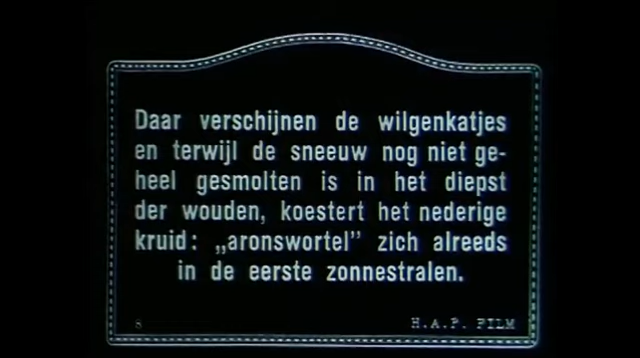 Daar verschijnen de wilgenkatjes
en terwijl de sneeuw nog niet ge-
heel gesmolten is in het diepst
der wouden, koestert het nederige
kruid: „aronswortel” zich alreeds
in de eerste zonnestralen.
8 H.A.P. FILM